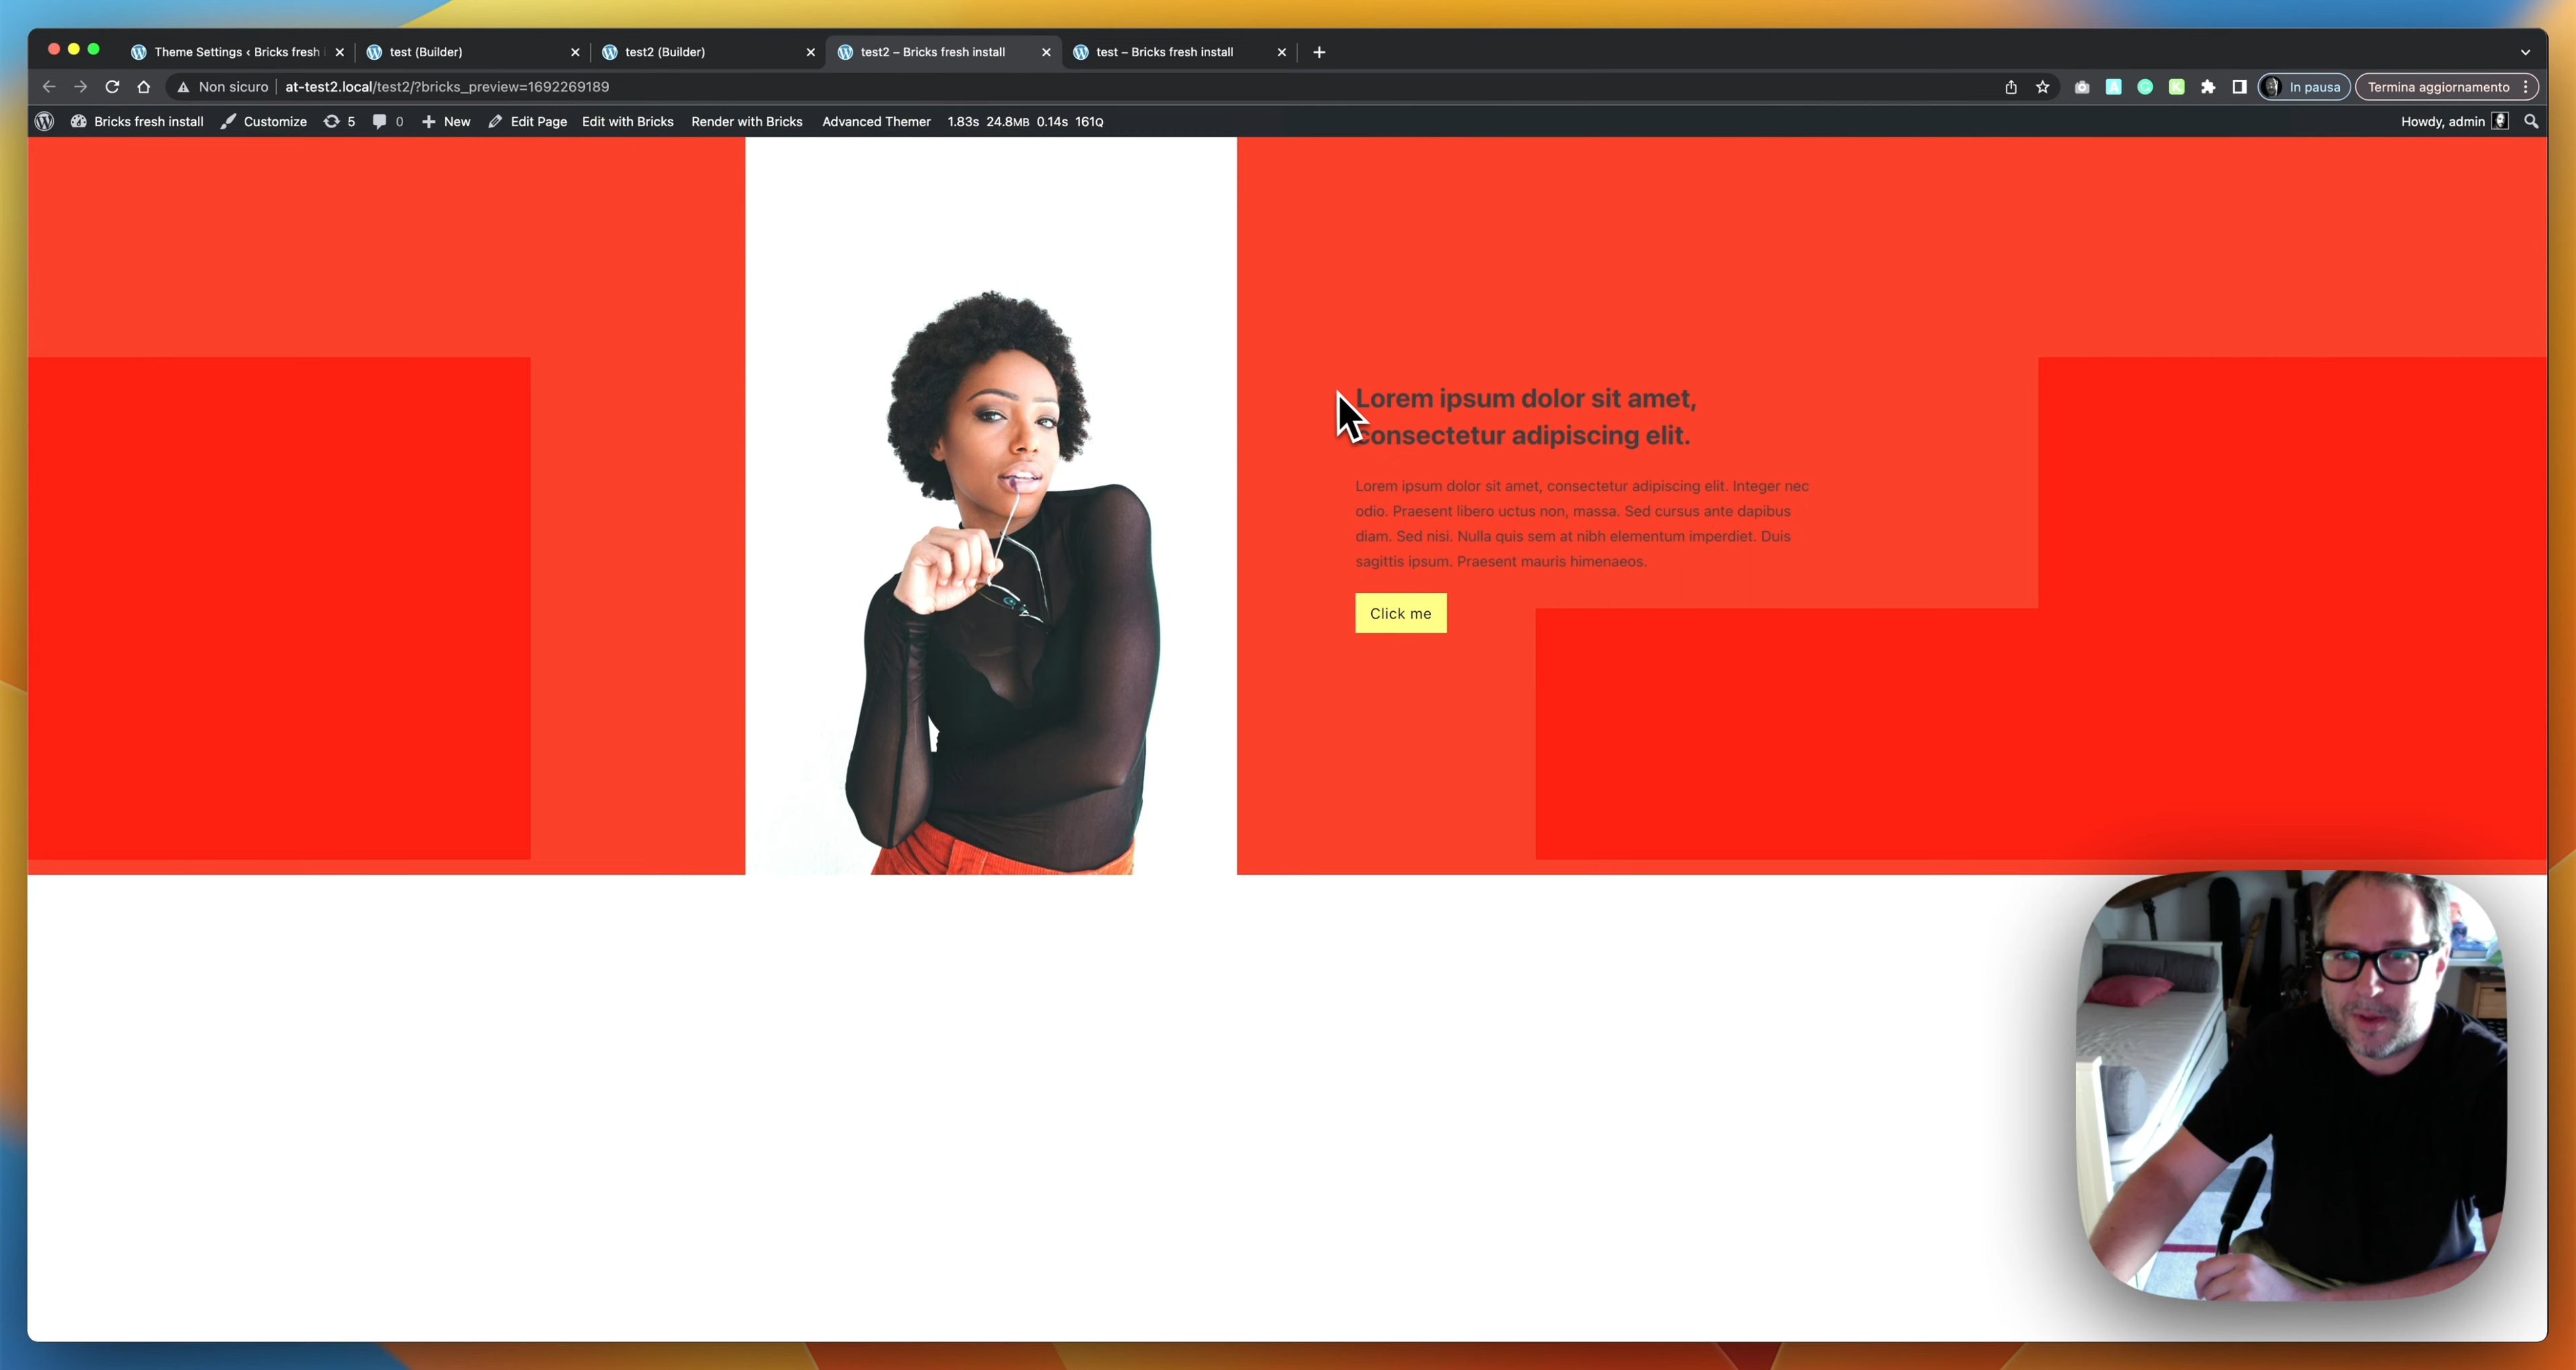 Theme Settings ‹ Bricks fresh
test (Builder)
test2 (Builder)
test2 – Bricks fresh install
test – Bricks fresh install
Non sicuro
at-test2.local/test2/?bricks_preview=1692269189
In pausa
Termina aggiornamento
Bricks fresh install
Customize
5
0
New
Edit Page
Edit with Bricks
Render with Bricks
Advanced Themer
1.83s 24.8MB 0.14s 161Q
Howdy, admin
Lorem ipsum dolor sit amet,
consectetur adipiscing elit.
Lorem ipsum dolor sit amet, consectetur adipiscing elit. Integer nec
odio. Praesent libero uctus non, massa. Sed cursus ante dapibus
diam. Sed nisi. Nulla quis sem at nibh elementum imperdiet. Duis
sagittis ipsum. Praesent mauris himenaeos.
Click me